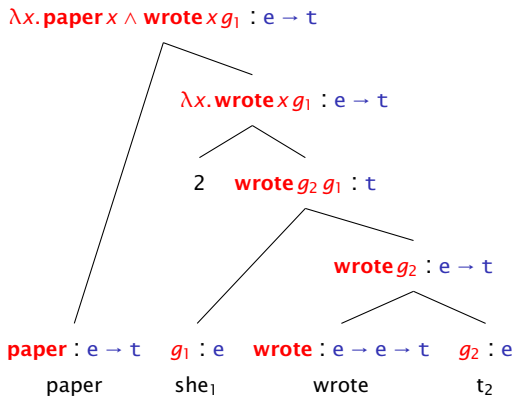 λx. paper x ∧ wrote x g₁ : e → t
λx. wrote x g₁ : e → t
2 wrote g₂ g₁ : t
wrote g₂ : e → t
paper : e → t g₁ : e wrote : e → e → t g₂ : e
paper she₁ wrote t₂